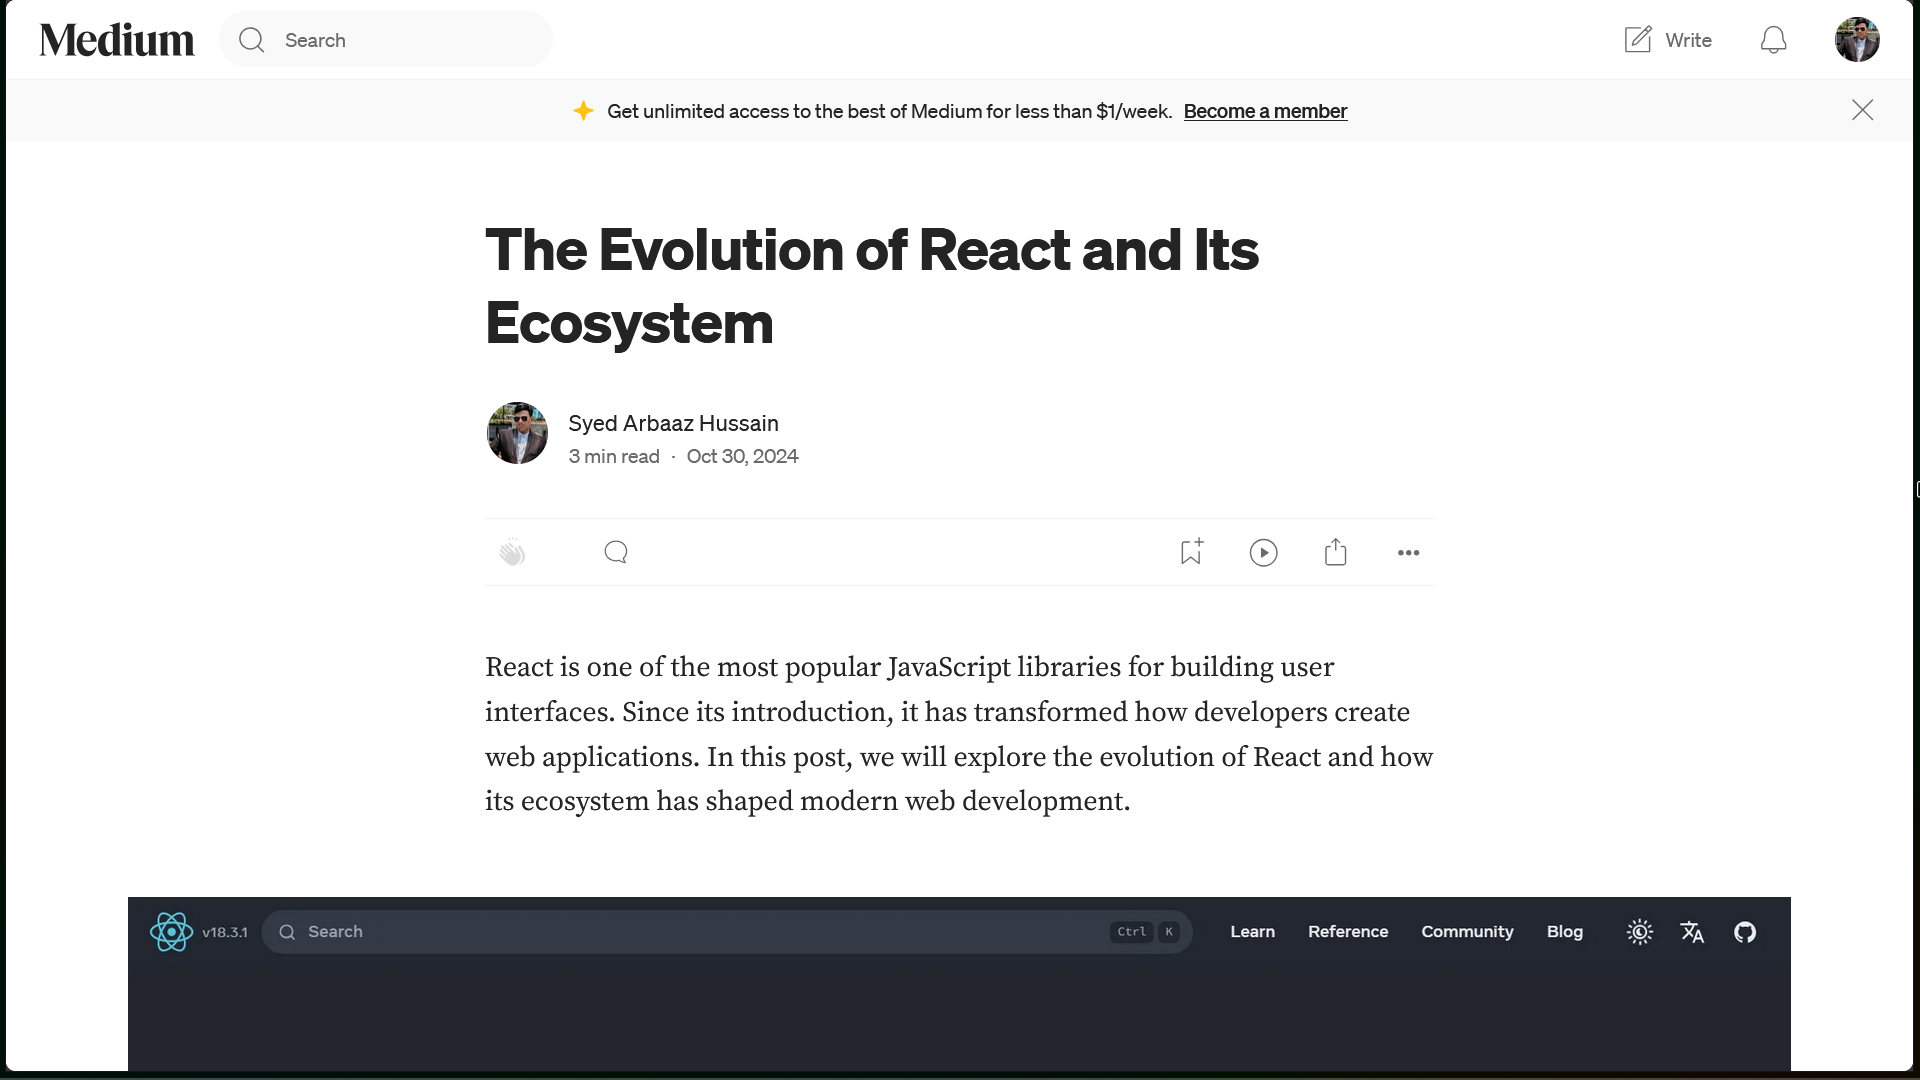 Medium
Search
Write
Get unlimited access to the best of Medium for less than $1/week. Become a member
The Evolution of React and Its
Ecosystem
Syed Arbaaz Hussain
3 min read · Oct 30, 2024
React is one of the most popular JavaScript libraries for building user
interfaces. Since its introduction, it has transformed how developers create
web applications. In this post, we will explore the evolution of React and how
its ecosystem has shaped modern web development.
v18.3.1 Search Ctrl K Learn Reference Community Blog